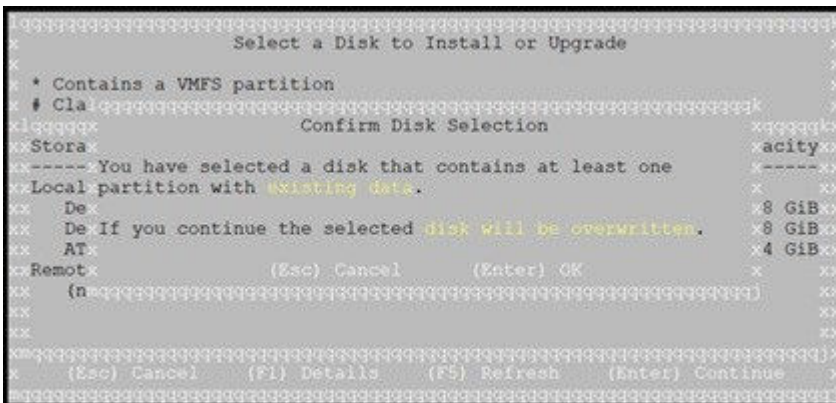 Select a Disk to Install or Upgrade
* Contains a VMFS partition
# Cla
Confirm Disk Selection
Stora acity
----- You have selected a disk that contains at least one -----
Local partition with existing data.
De 8 GiB
De If you continue the selected disk will be overwritten. 8 GiB
AT 4 GiB
Remot (Esc) Cancel (Enter) OK
(n )
(Esc) Cancel (F1) Details (F5) Refresh (Enter) Continue